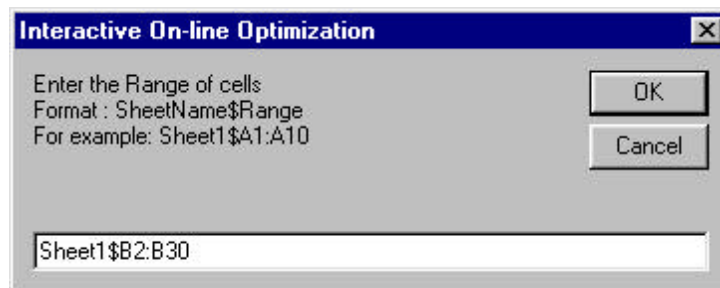 Interactive On-line Optimization
Enter the Range of cells
Format : SheetName$Range
For example: Sheet1$A1:A10
OK
Cancel
Sheet1$B2:B30